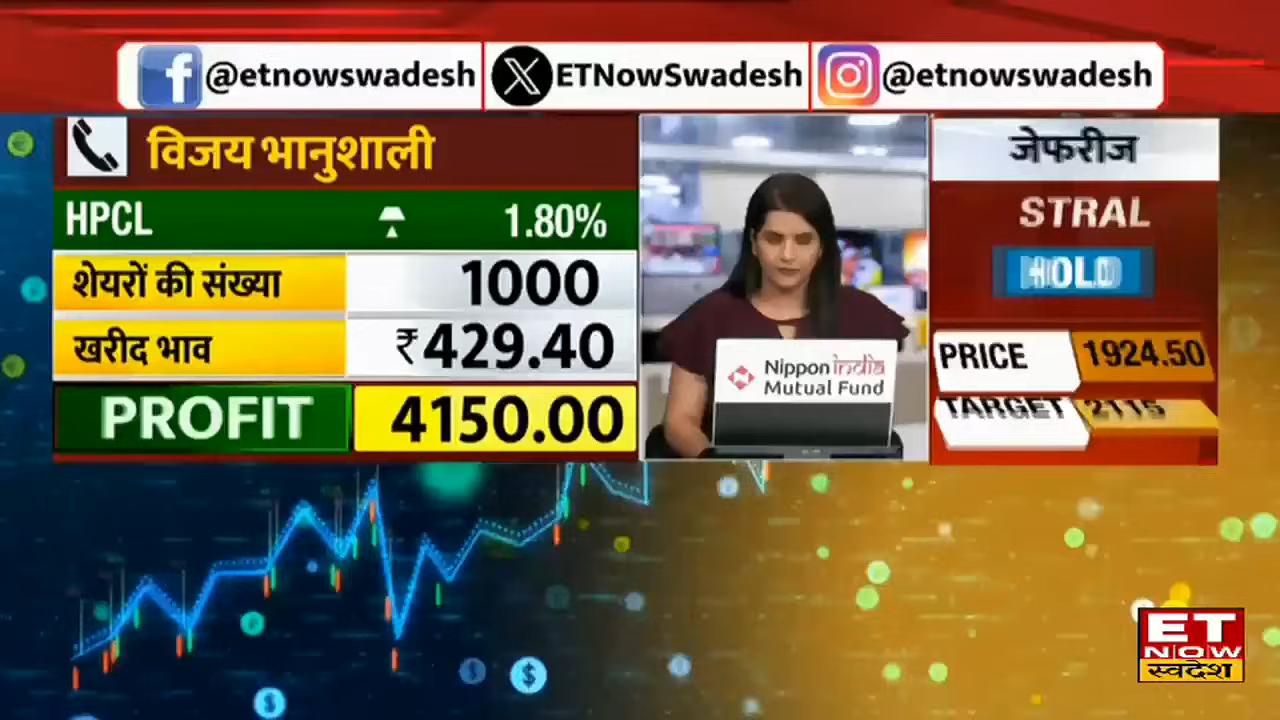 @etnowswadesh
ETNowSwadesh
@etnowswadesh
विजय भानुशाली
HPCL 1.80%
शेयरों की संख्या 1000
खरीद भाव ₹429.40
PROFIT 4150.00
Nippon india
Mutual Fund
जेफरीज
STRAL
HOLD
PRICE 1924.50
TARGET 2115
ET
NOW
स्वदेश